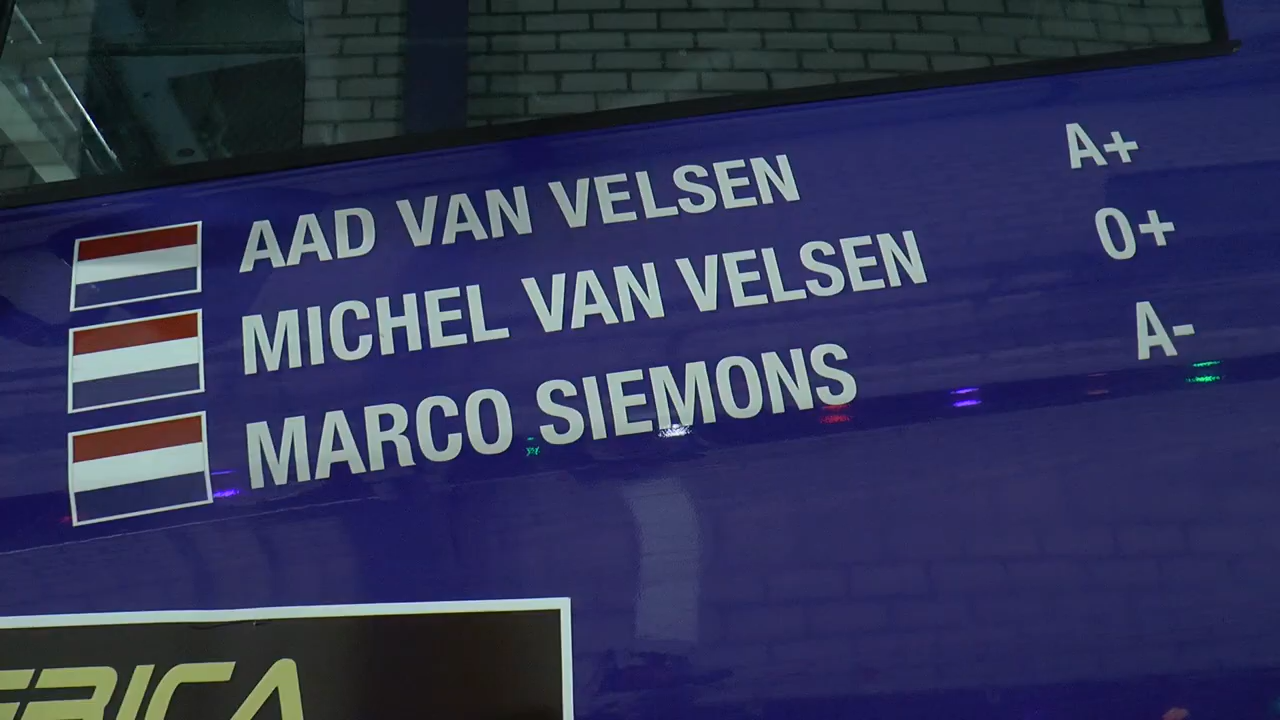 AAD VAN VELSEN A+
MICHEL VAN VELSEN O+
MARCO SIEMONS A-